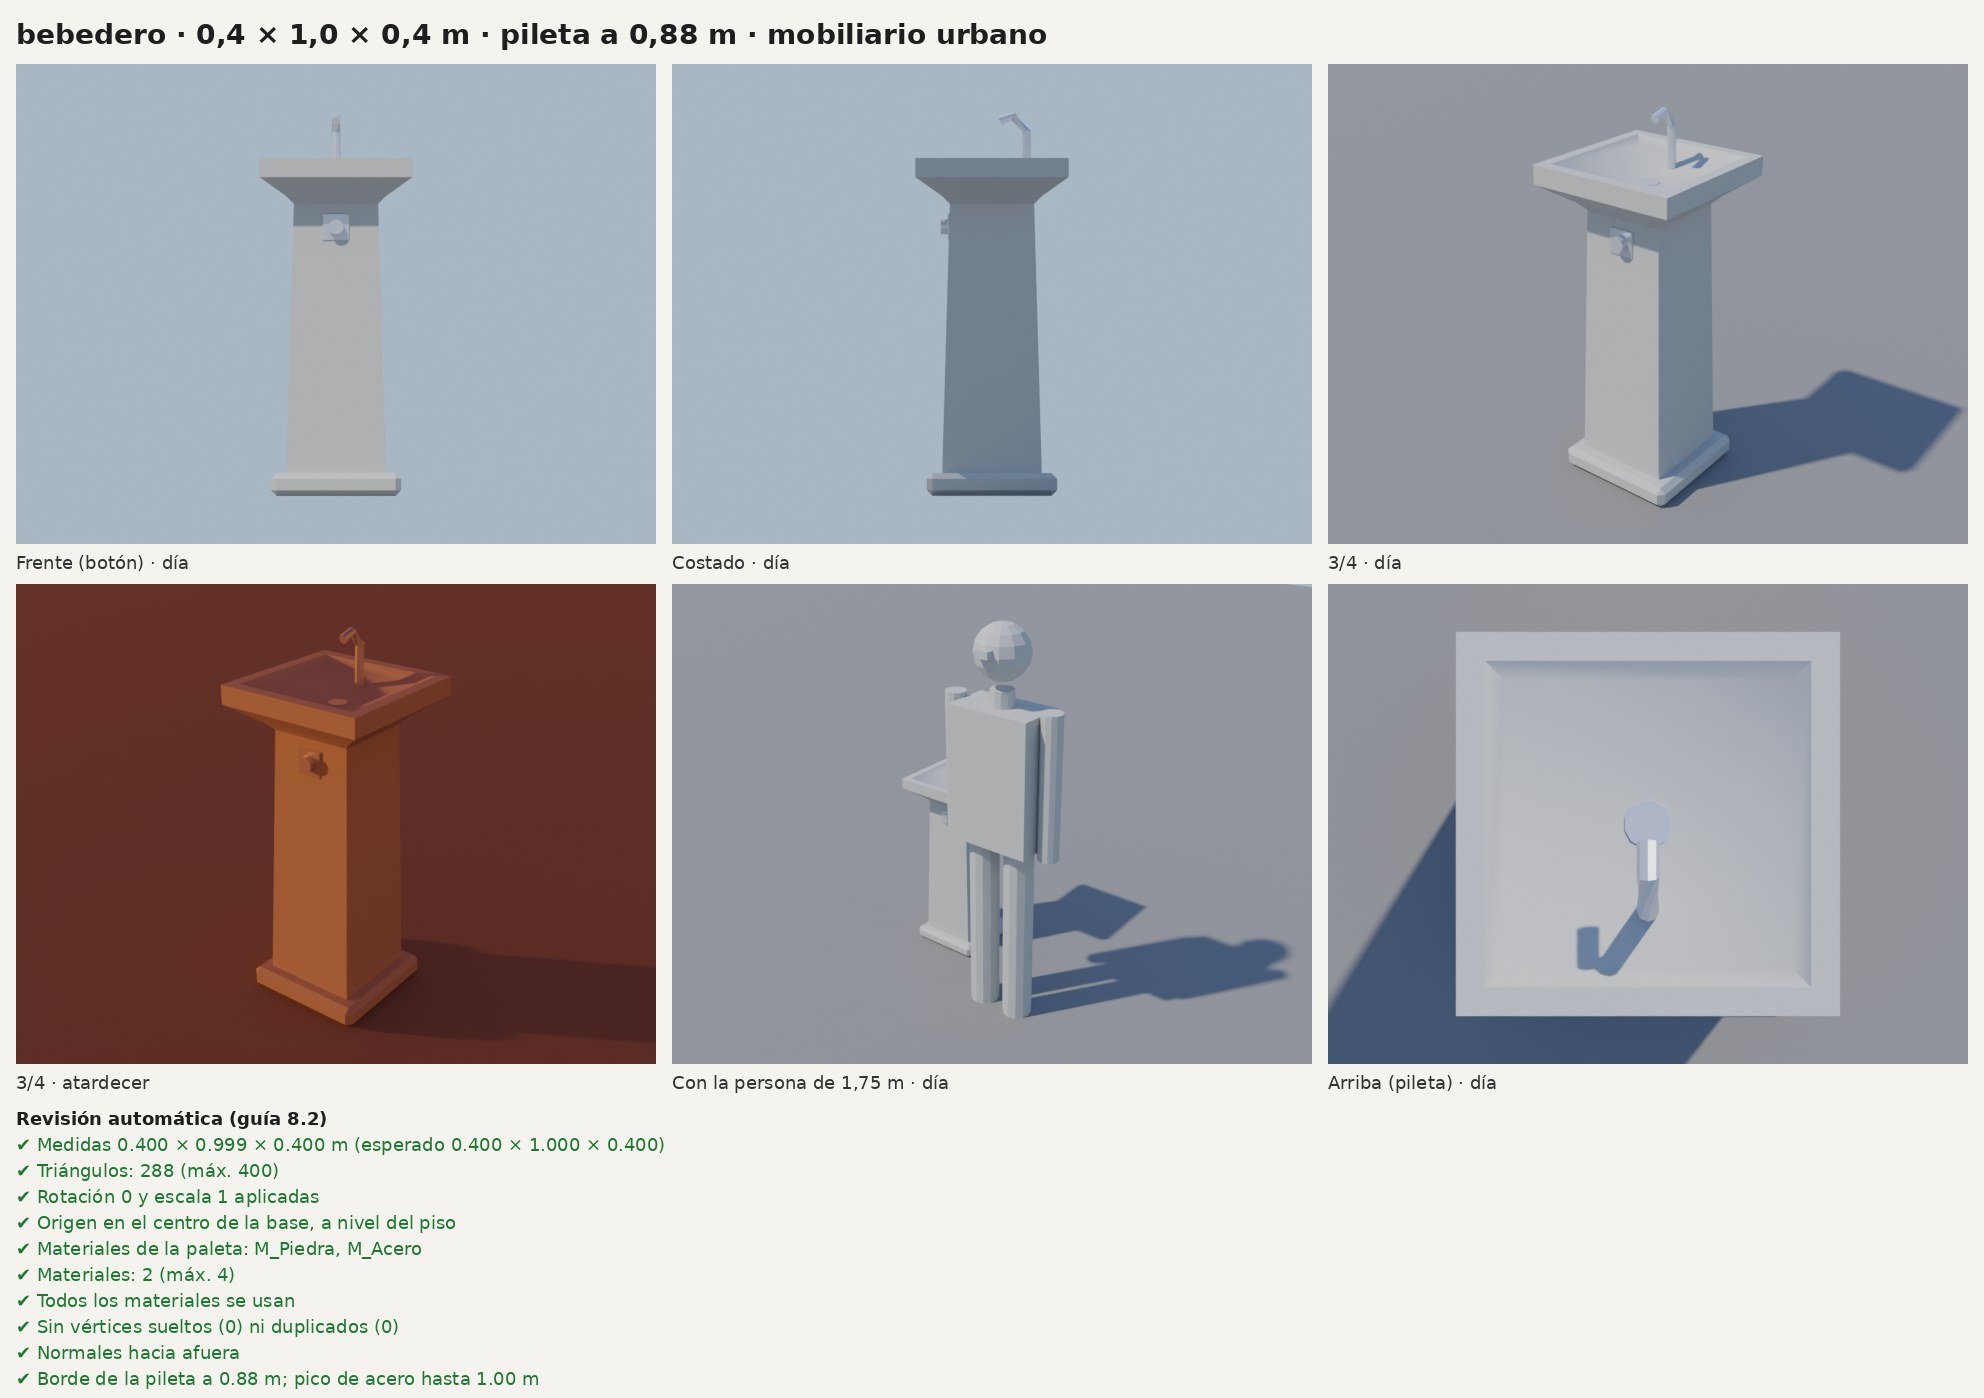 bebedero · 0,4 × 1,0 × 0,4 m · pileta a 0,88 m · mobiliario urbano
Frente (botón) · día
Costado · día
3/4 · día
3/4 · atardecer
Con la persona de 1,75 m · día
Arriba (pileta) · día
Revisión automática (guía 8.2)
✔ Medidas 0.400 × 0.999 × 0.400 m (esperado 0.400 × 1.000 × 0.400)
✔ Triángulos: 288 (máx. 400)
✔ Rotación 0 y escala 1 aplicadas
✔ Origen en el centro de la base, a nivel del piso
✔ Materiales de la paleta: M_Piedra, M_Acero
✔ Materiales: 2 (máx. 4)
✔ Todos los materiales se usan
✔ Sin vértices sueltos (0) ni duplicados (0)
✔ Normales hacia afuera
✔ Borde de la pileta a 0.88 m; pico de acero hasta 1.00 m